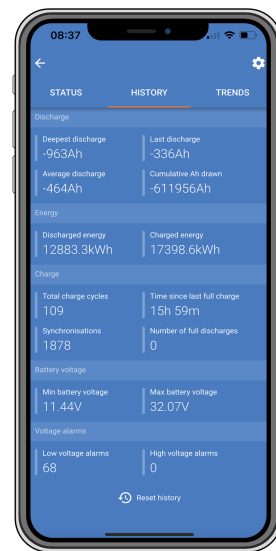 08:37
STATUS HISTORY TRENDS
Discharge
Deepest discharge Last discharge
-963Ah -336Ah
Average discharge Cumulative Ah drawn
-464Ah -611956Ah
Energy
Discharged energy Charged energy
12883.3kWh 17398.6kWh
Charge
Total charge cycles Time since last full charge
109 15h 59m
Synchronisations Number of full discharges
1878 0
Battery voltage
Min battery voltage Max battery voltage
11.44V 32.07V
Voltage alarms
Low voltage alarms High voltage alarms
68 0
Reset history